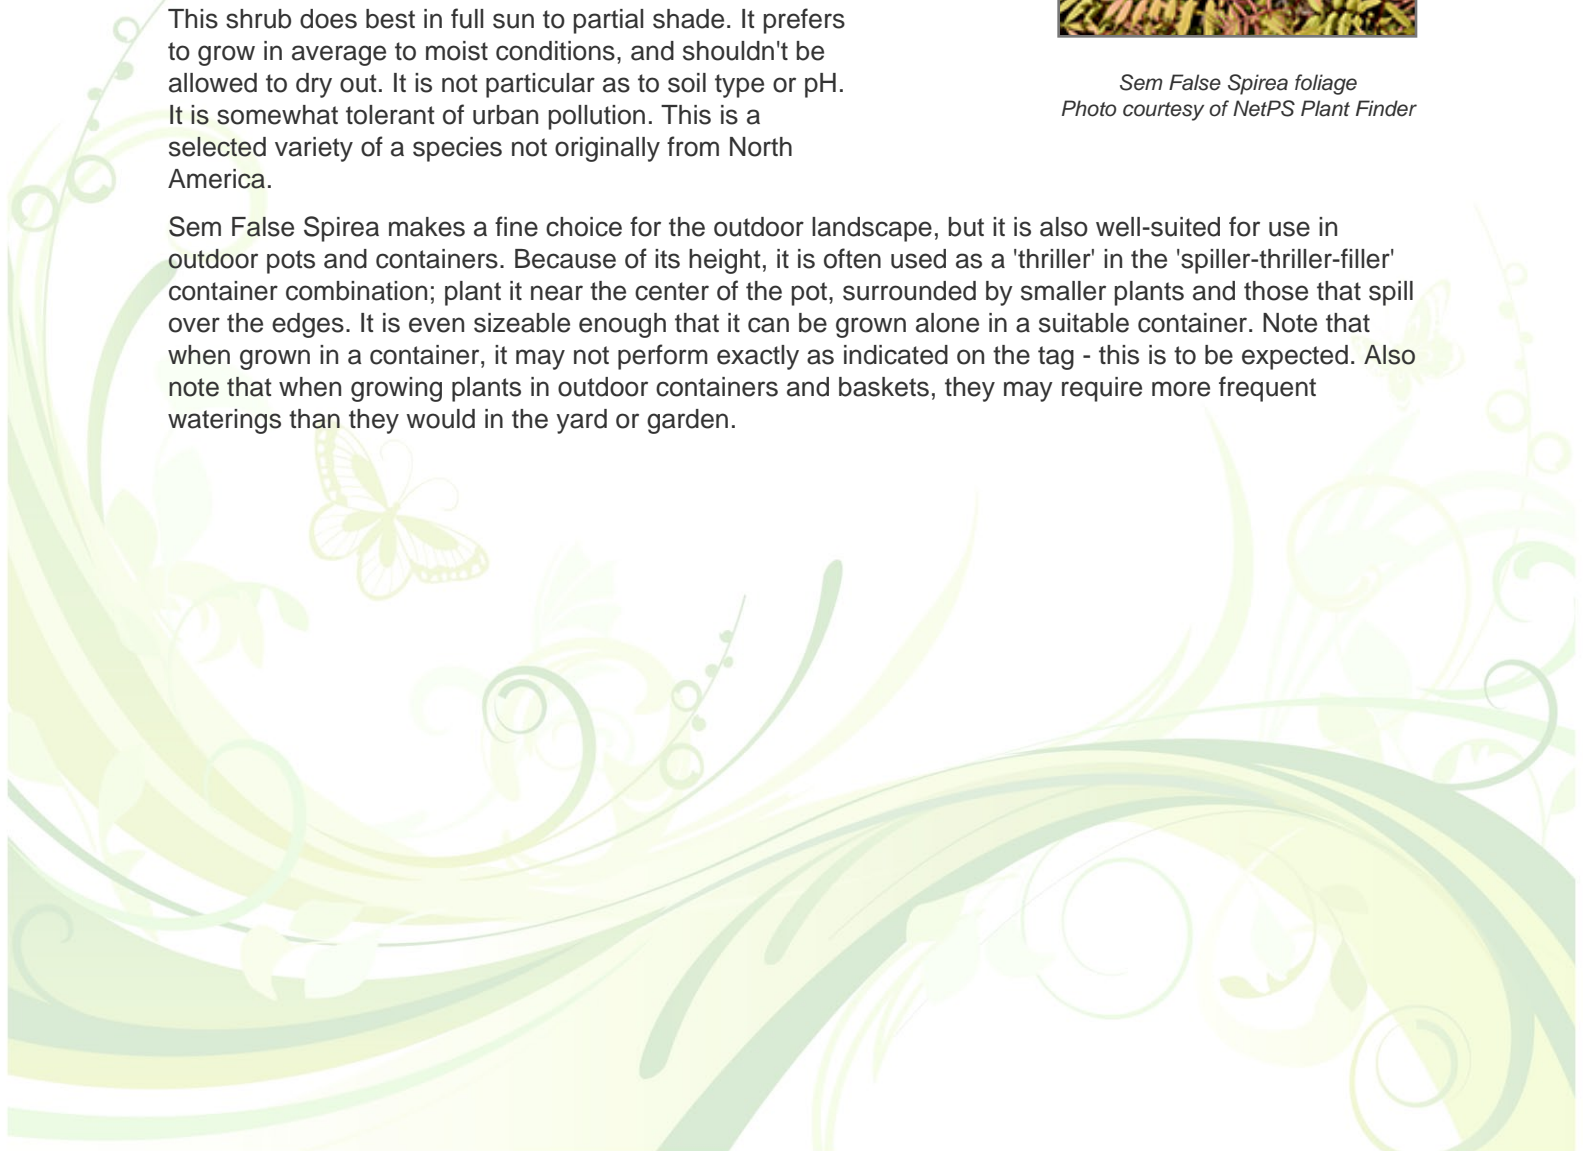 This shrub does best in full sun to partial shade. It prefers
to grow in average to moist conditions, and shouldn't be
allowed to dry out. It is not particular as to soil type or pH.
It is somewhat tolerant of urban pollution. This is a
selected variety of a species not originally from North
America.
Sem False Spirea foliage
Photo courtesy of NetPS Plant Finder
Sem False Spirea makes a fine choice for the outdoor landscape, but it is also well-suited for use in
outdoor pots and containers. Because of its height, it is often used as a 'thriller' in the 'spiller-thriller-filler'
container combination; plant it near the center of the pot, surrounded by smaller plants and those that spill
over the edges. It is even sizeable enough that it can be grown alone in a suitable container. Note that
when grown in a container, it may not perform exactly as indicated on the tag - this is to be expected. Also
note that when growing plants in outdoor containers and baskets, they may require more frequent
waterings than they would in the yard or garden.